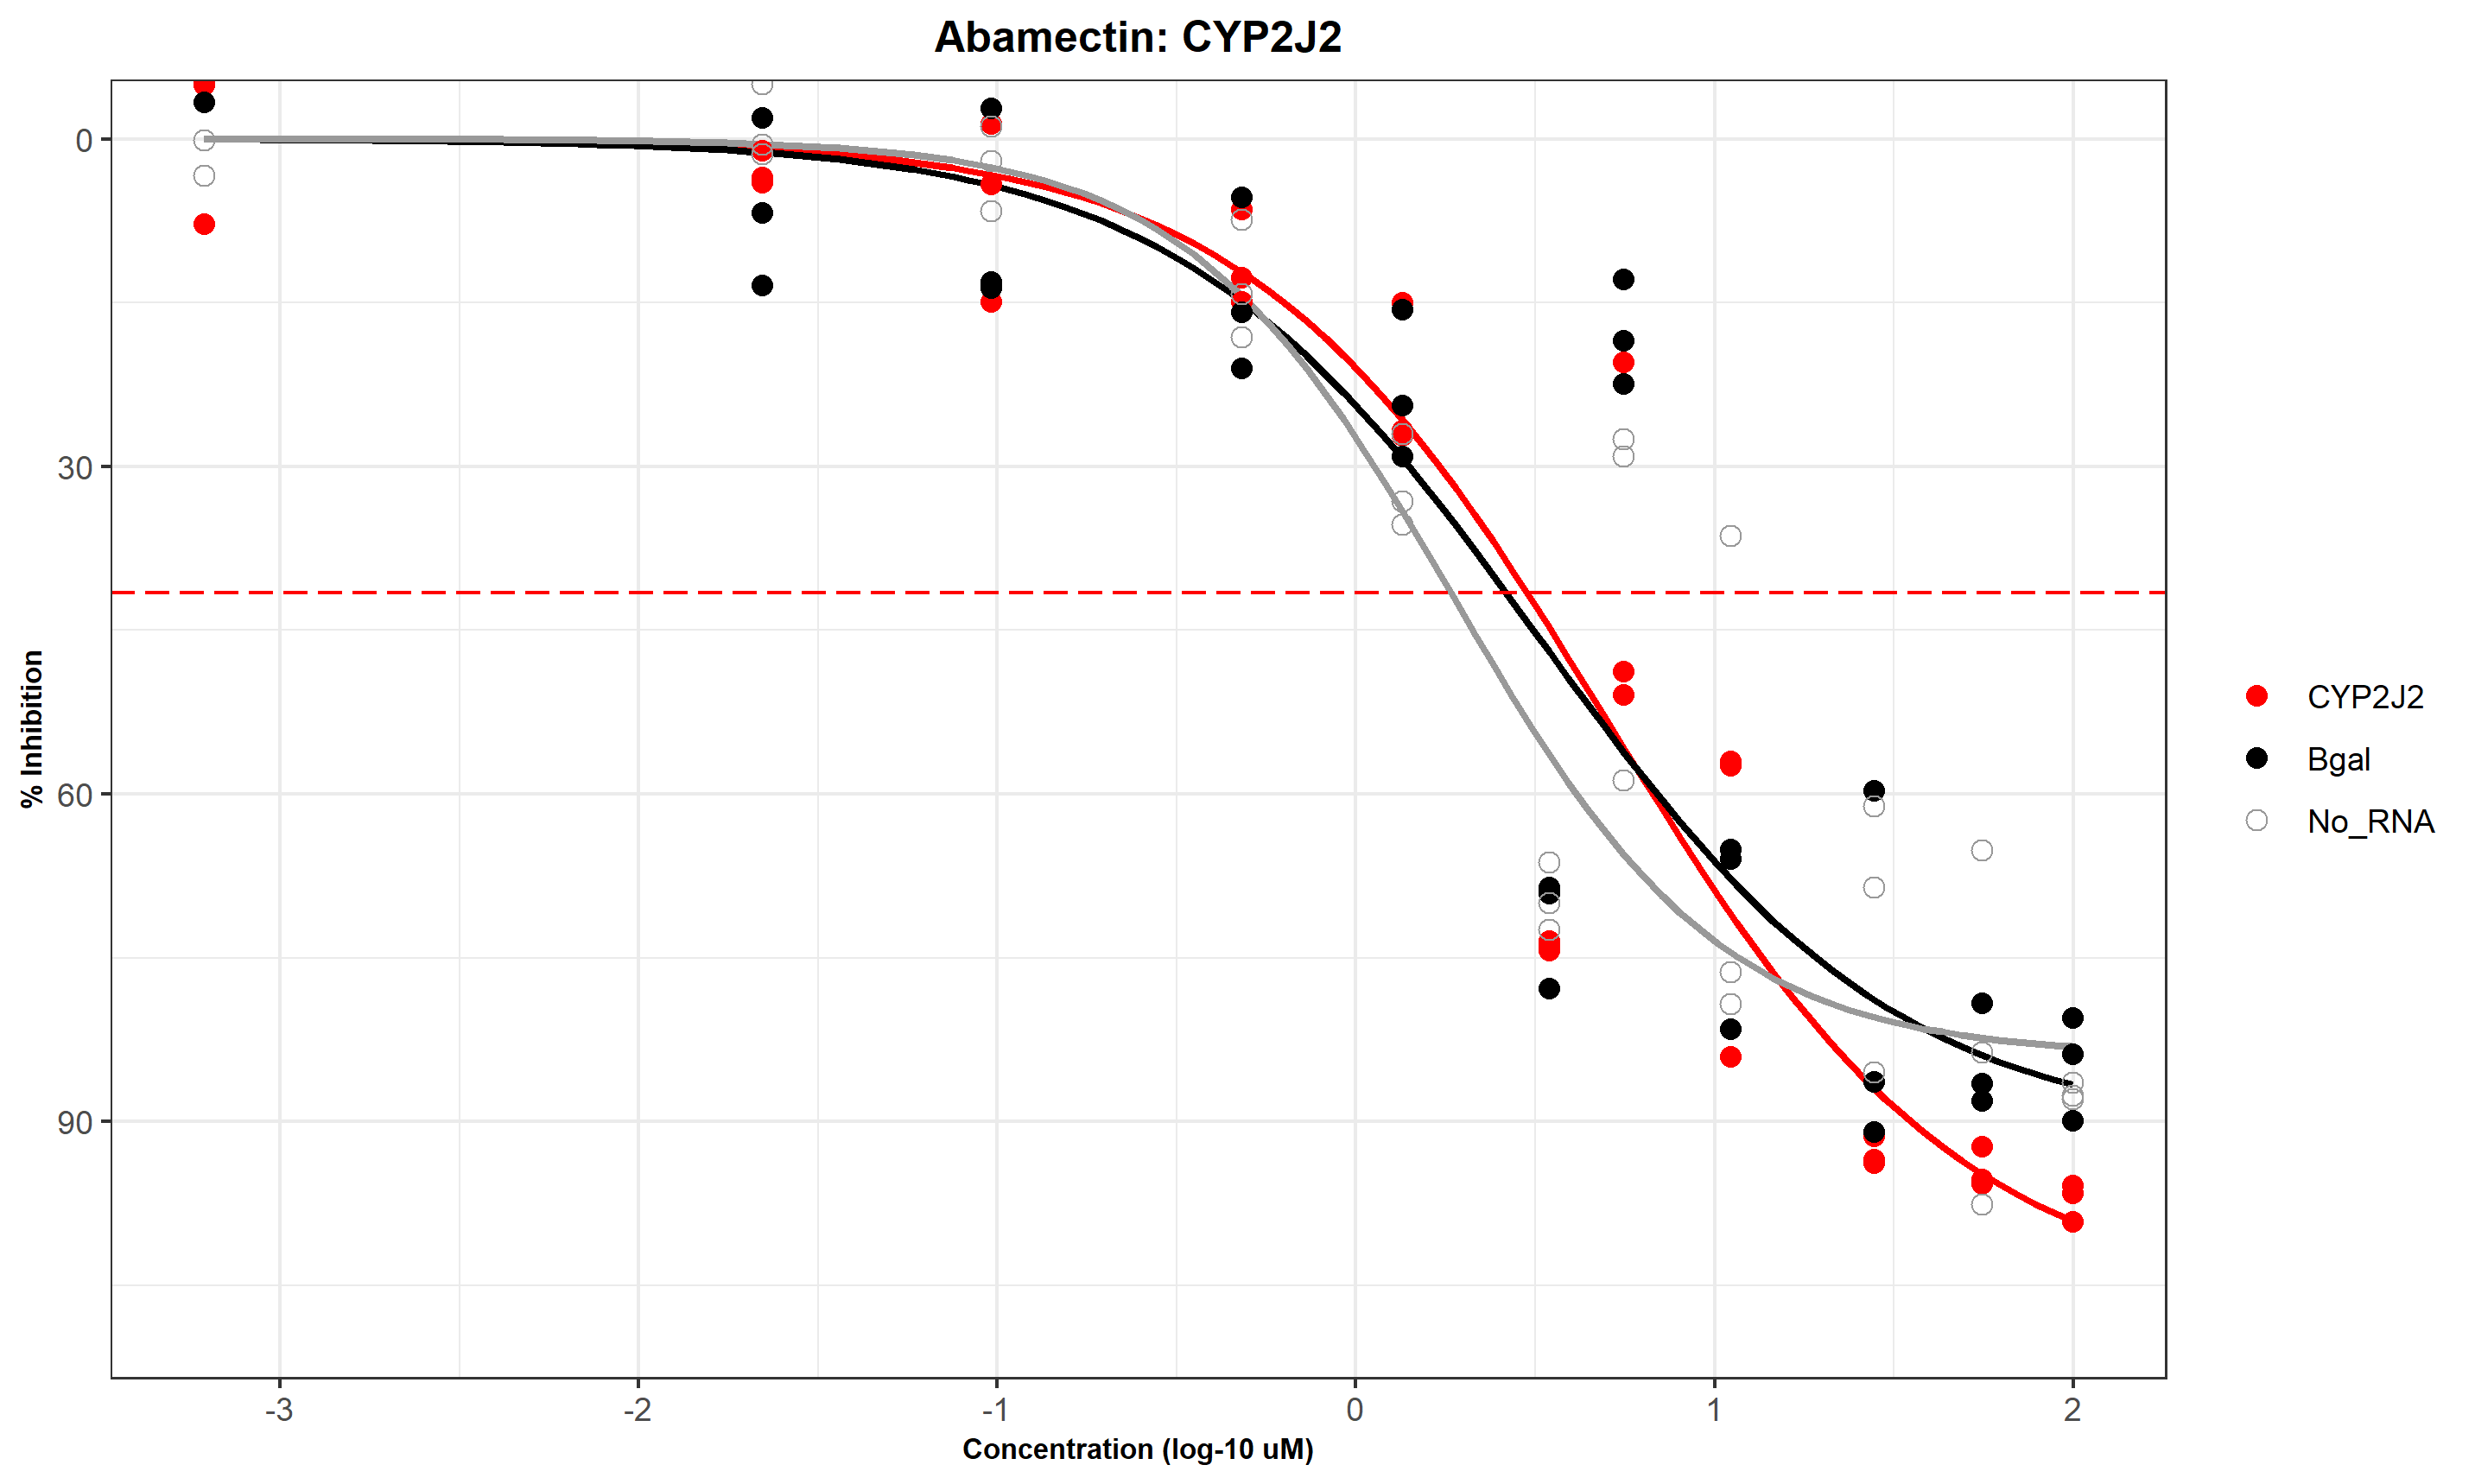 Abamectin: CYP2J2
% Inhibition
0
30
60
90
-3
-2
-1
0
1
2
Concentration (log-10 uM)
CYP2J2
Bgal
No_RNA